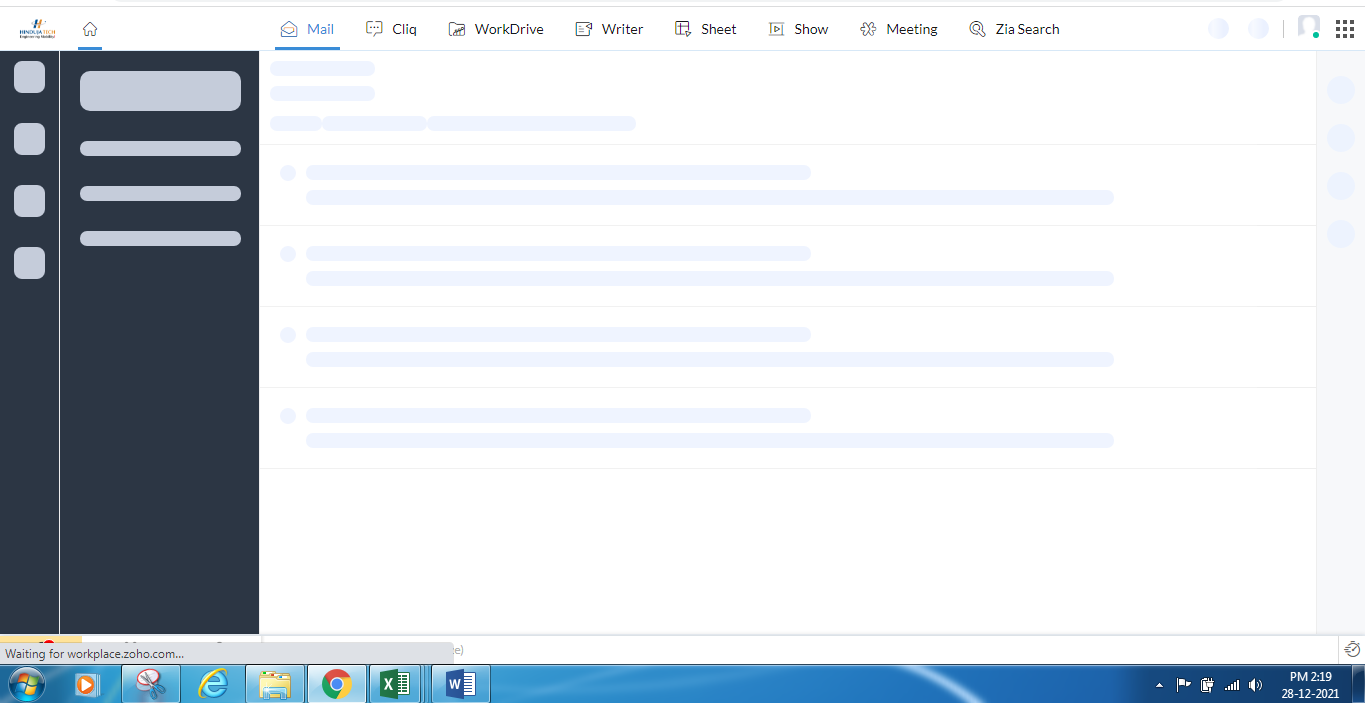 HINDUJA TECH
Engineering Mobility!
Mail
Cliq
WorkDrive
Writer
Sheet
Show
Meeting
Zia Search
Waiting for workplace.zoho.com...
PM 2:19
28-12-2021